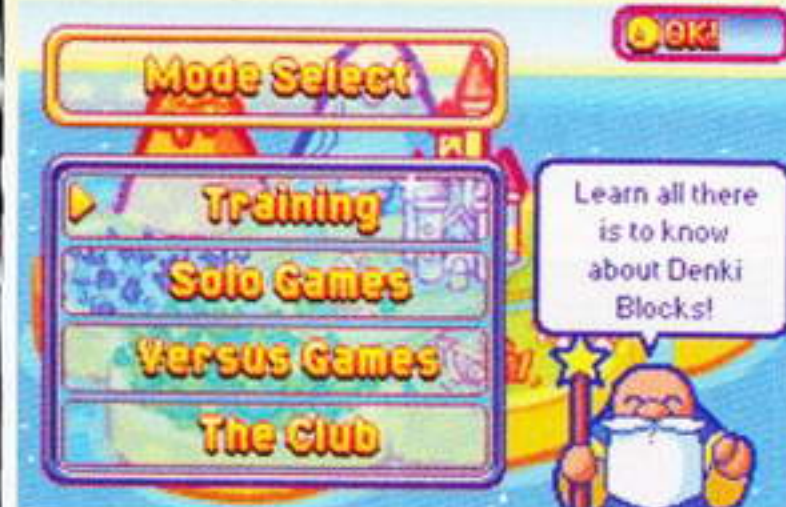 Mode Select
OK!
Training
Solo Games
Versus Games
The Club
Learn all there
is to know
about Denki
Blocks!